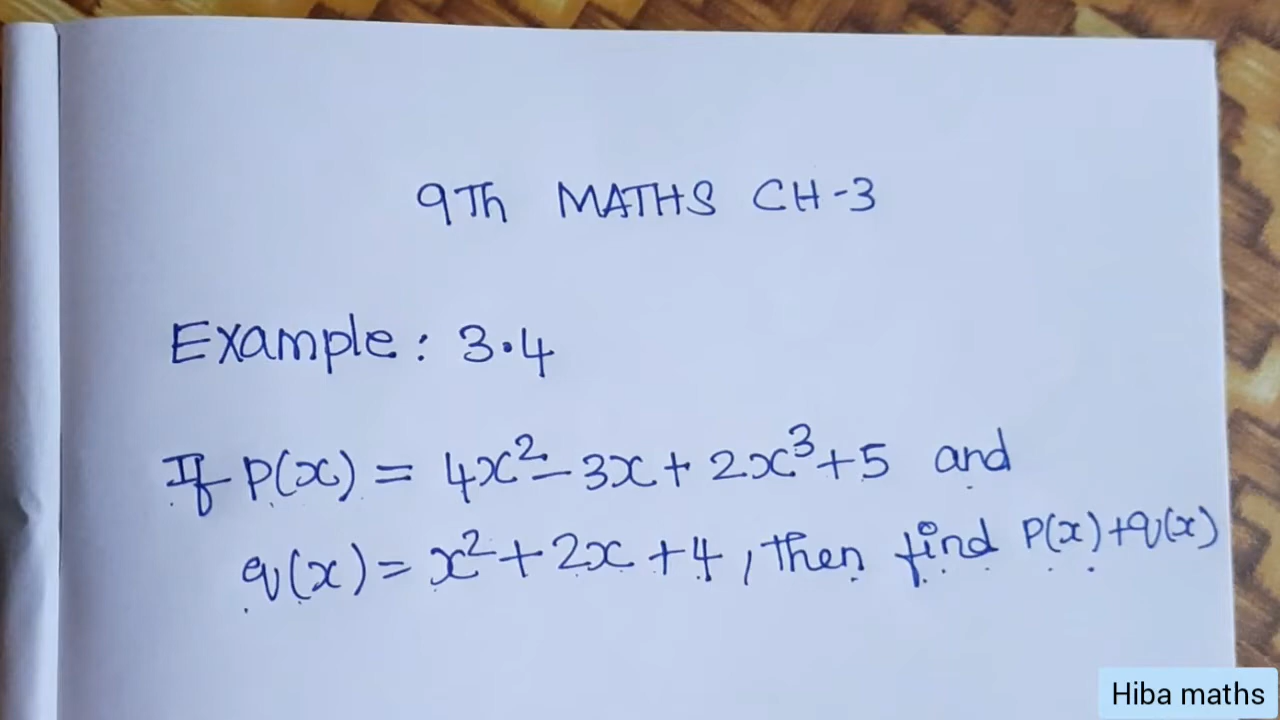 9Th MATHS CH-3
Example: 3.4
If P(x) = 4x² - 3x + 2x³ + 5 and
q(x) = x² + 2x + 4, then find P(x)+q(x)
Hiba maths